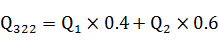 Q₃₂₂ = Q₁ × 0.4 + Q₂ × 0.6